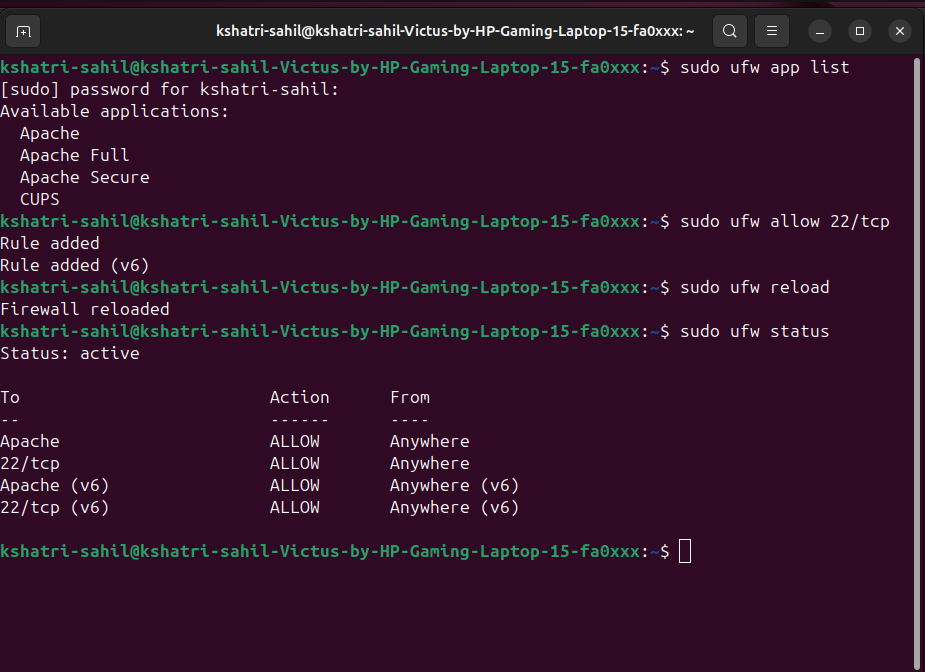 kshatri-sahil@kshatri-sahil-Victus-by-HP-Gaming-Laptop-15-fa0xxx: ~
kshatri-sahil@kshatri-sahil-Victus-by-HP-Gaming-Laptop-15-fa0xxx:~$ sudo ufw app list
[sudo] password for kshatri-sahil:
Available applications:
  Apache
  Apache Full
  Apache Secure
  CUPS
kshatri-sahil@kshatri-sahil-Victus-by-HP-Gaming-Laptop-15-fa0xxx:~$ sudo ufw allow 22/tcp
Rule added
Rule added (v6)
kshatri-sahil@kshatri-sahil-Victus-by-HP-Gaming-Laptop-15-fa0xxx:~$ sudo ufw reload
Firewall reloaded
kshatri-sahil@kshatri-sahil-Victus-by-HP-Gaming-Laptop-15-fa0xxx:~$ sudo ufw status
Status: active
To                         Action      From
--                         ------      ----
Apache                     ALLOW       Anywhere
22/tcp                     ALLOW       Anywhere
Apache (v6)                ALLOW       Anywhere (v6)
22/tcp (v6)                ALLOW       Anywhere (v6)
kshatri-sahil@kshatri-sahil-Victus-by-HP-Gaming-Laptop-15-fa0xxx:~$